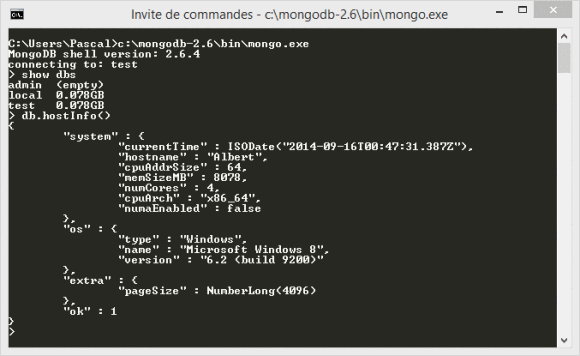 Invite de commandes - c:\mongodb-2.6\bin\mongo.exe
C:\Users\Pascal>c:\mongodb-2.6\bin\mongo.exe
MongoDB shell version: 2.6.4
connecting to: test
> show dbs
admin  (empty)
local  0.078GB
test   0.078GB
> db.hostInfo()
{
        "system" : {
                "currentTime" : ISODate("2014-09-16T00:47:31.387Z"),
                "hostname" : "Albert",
                "cpuAddrSize" : 64,
                "memSizeMB" : 8078,
                "numCores" : 4,
                "cpuArch" : "x86_64",
                "numaEnabled" : false
        },
        "os" : {
                "type" : "Windows",
                "name" : "Microsoft Windows 8",
                "version" : "6.2 (build 9200)"
        },
        "extra" : {
                "pageSize" : NumberLong(4096)
        },
        "ok" : 1
}
>